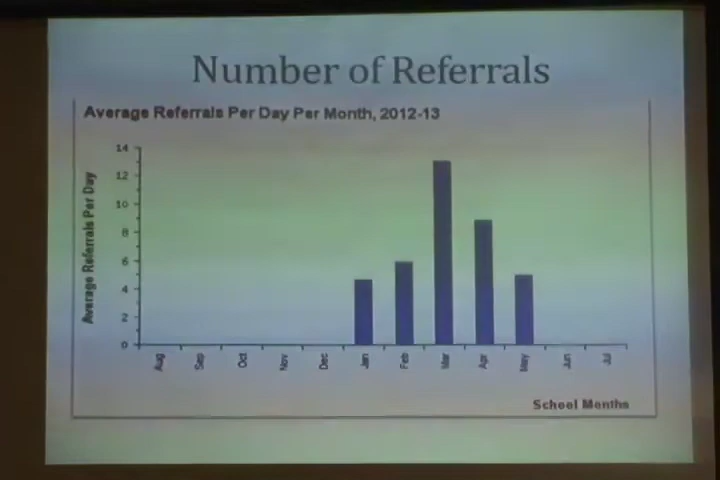 Number of Referrals
Average Referrals Per Day Per Month, 2012-13
Average Referrals Per Day
14
12
10
8
6
4
2
0
Aug Sep Oct Nov Dec Jan Feb Mar Apr May Jun Jul
School Months